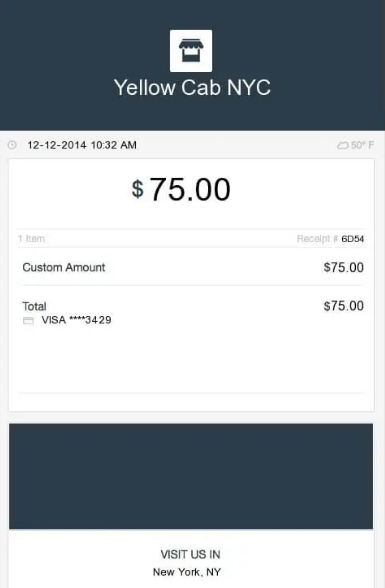 Yellow Cab NYC
12-12-2014 10:32 AM 50° F
$75.00
1 Item Receipt # 6D54
Custom Amount $75.00
Total $75.00
VISA ****3429
VISIT US IN
New York, NY